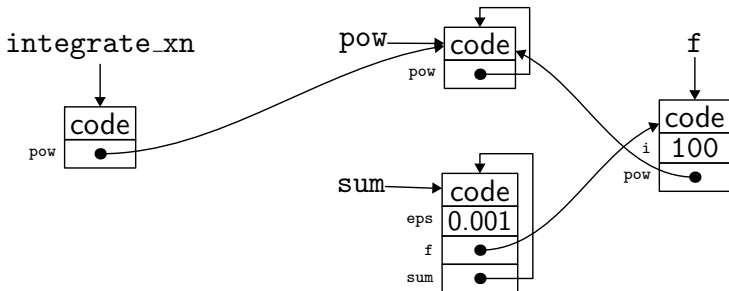 integrate_xn
code
pow
pow
code
pow
f
code
i 100
pow
sum
code
eps 0.001
f
sum